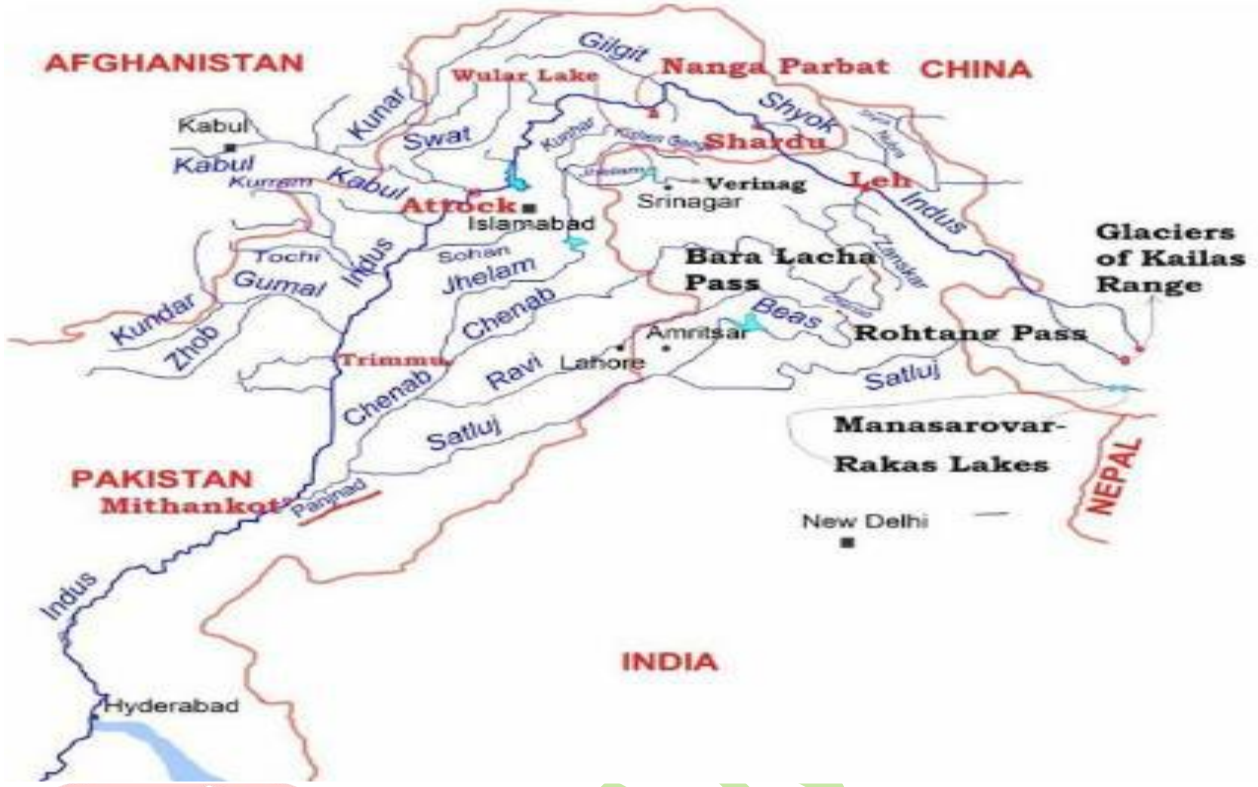 Gilgit
AFGHANISTAN
Wular Lake
Nanga Parbat
CHINA
Kunar
Shyok
Kabul
Swat
Kunhar
Shardu
Nubra
Kabul
Kurram
Kabul
Jhelam
Verinag
Leh
Attock
Srinagar
Indus
Islamabad
Glaciers
of Kailas
Range
Tochi
Indus
Sohan
Bara Lacha
Pass
Zanskar
Gumal
Jhelam
Kundar
Chenab
Beas
Zhob
Amritsar
Rohtang Pass
Trimmu
Lahore
Ravi
Satluj
Chenab
Satluj
Manasarovar-
Rakas Lakes
NEPAL
PAKISTAN
Mithankot
Panjnad
New Delhi
Indus
INDIA
Hyderabad